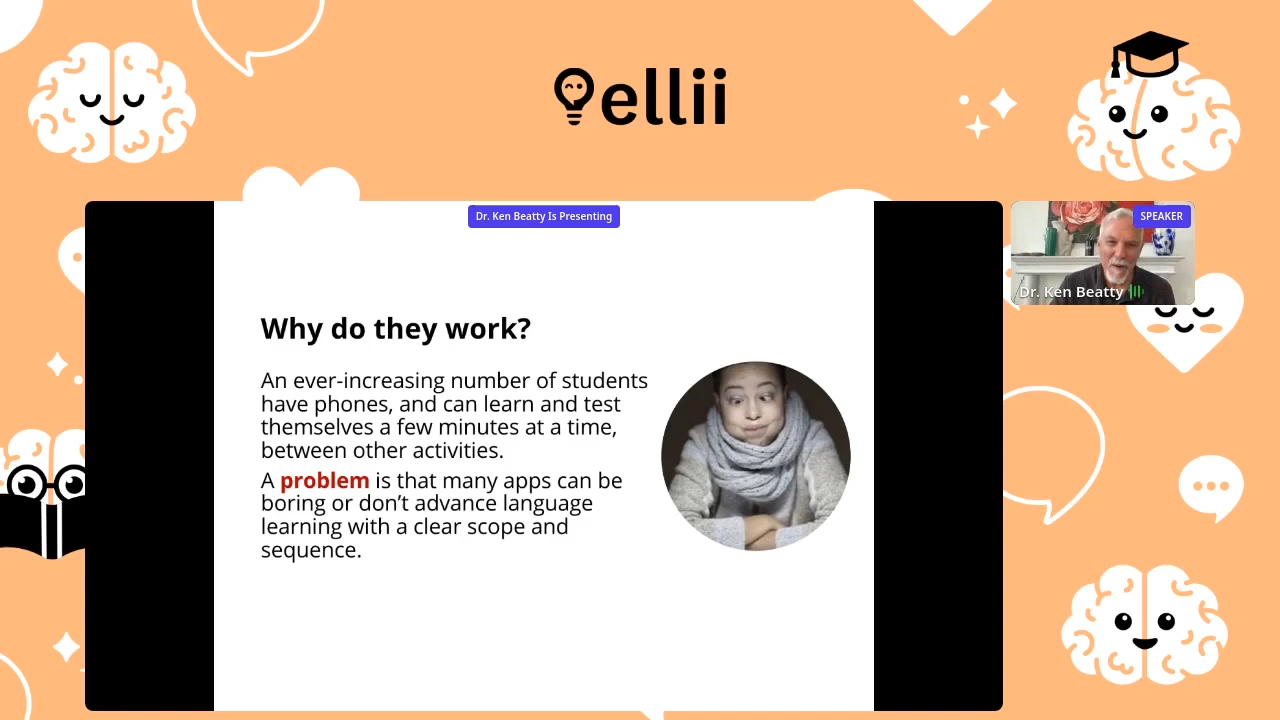 ellii
Dr. Ken Beatty Is Presenting
SPEAKER
Dr. Ken Beatty
Why do they work?
An ever-increasing number of students
have phones, and can learn and test
themselves a few minutes at a time,
between other activities.
A problem is that many apps can be
boring or don’t advance language
learning with a clear scope and
sequence.